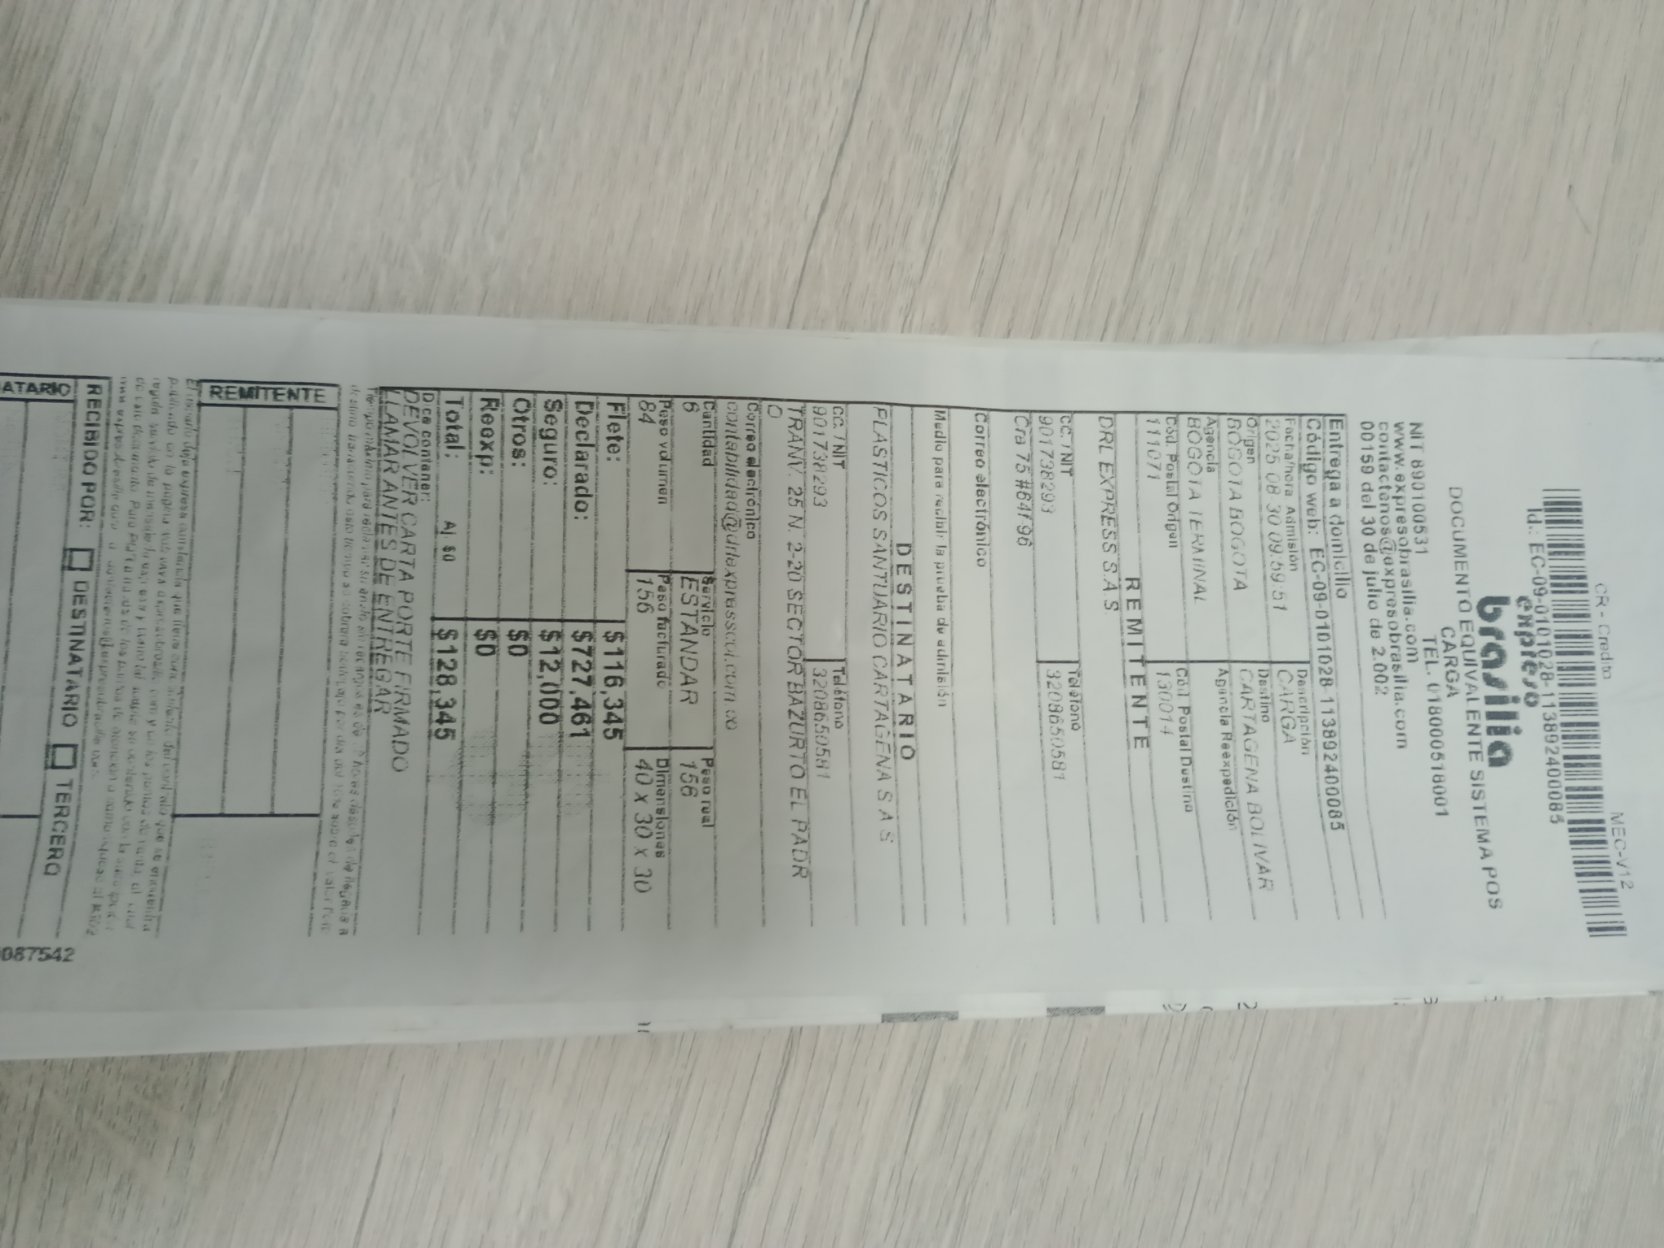 CR - Credito MEC-V12
Id.: EC-09-0101028-1138924000085
expreso
brasilia
DOCUMENTO EQUIVALENTE SISTEMA POS
CARGA
TEL. 018000518001
NIT 890100531
www.expresobrasilia.com
contactenos@expresobrasilia.com
00159 del 30 de julio de 2.002
Entrega a domicilio
Código web: EC-09-0101028-1138924000085
Fecha/hora Admisión Descripción
2025 08 30 09:59:51 CARGA
Origen Destino
BOGOTA BOGOTA CARTAGENA BOLIVAR
Agencia Agencia Reexpedición
BOGOTA TERMINAL
Cód. Postal Origen Cód. Postal Destino
111071 130014
REMITENTE
DRL EXPRESS S.A S
CC. / NIT Teléfono
901738293 3208650581
Cra 75 #64f 96
Correo electrónico
Medio para recibir la prueba de admisión
DESTINATARIO
PLASTICOS SANTUARIO CARTAGENA S A S
CC. / NIT Teléfono
901738293 3208650581
TRANV 25 N. 2-20 SECTOR BAZURTO EL PADR
O
Correo electrónico
contabilidad@drlexpresscol.com.co
Cantidad Servicio Peso real
6 ESTANDAR 156
Peso volumen Peso facturado Dimensiones
84 156 40 x 30 x 30
Flete: $116,345
Declarado: $727,461
Seguro: $12,000
Otros: $0
Reexp: $0
Total: Aj $0 $128,345
Dice contener:
DEVOLVER CARTA PORTE FIRMADO
LLAMAR ANTES DE ENTREGAR
REMITENTE
RECIBIDO POR: DESTINATARIO TERCERO
ATARIO
087542